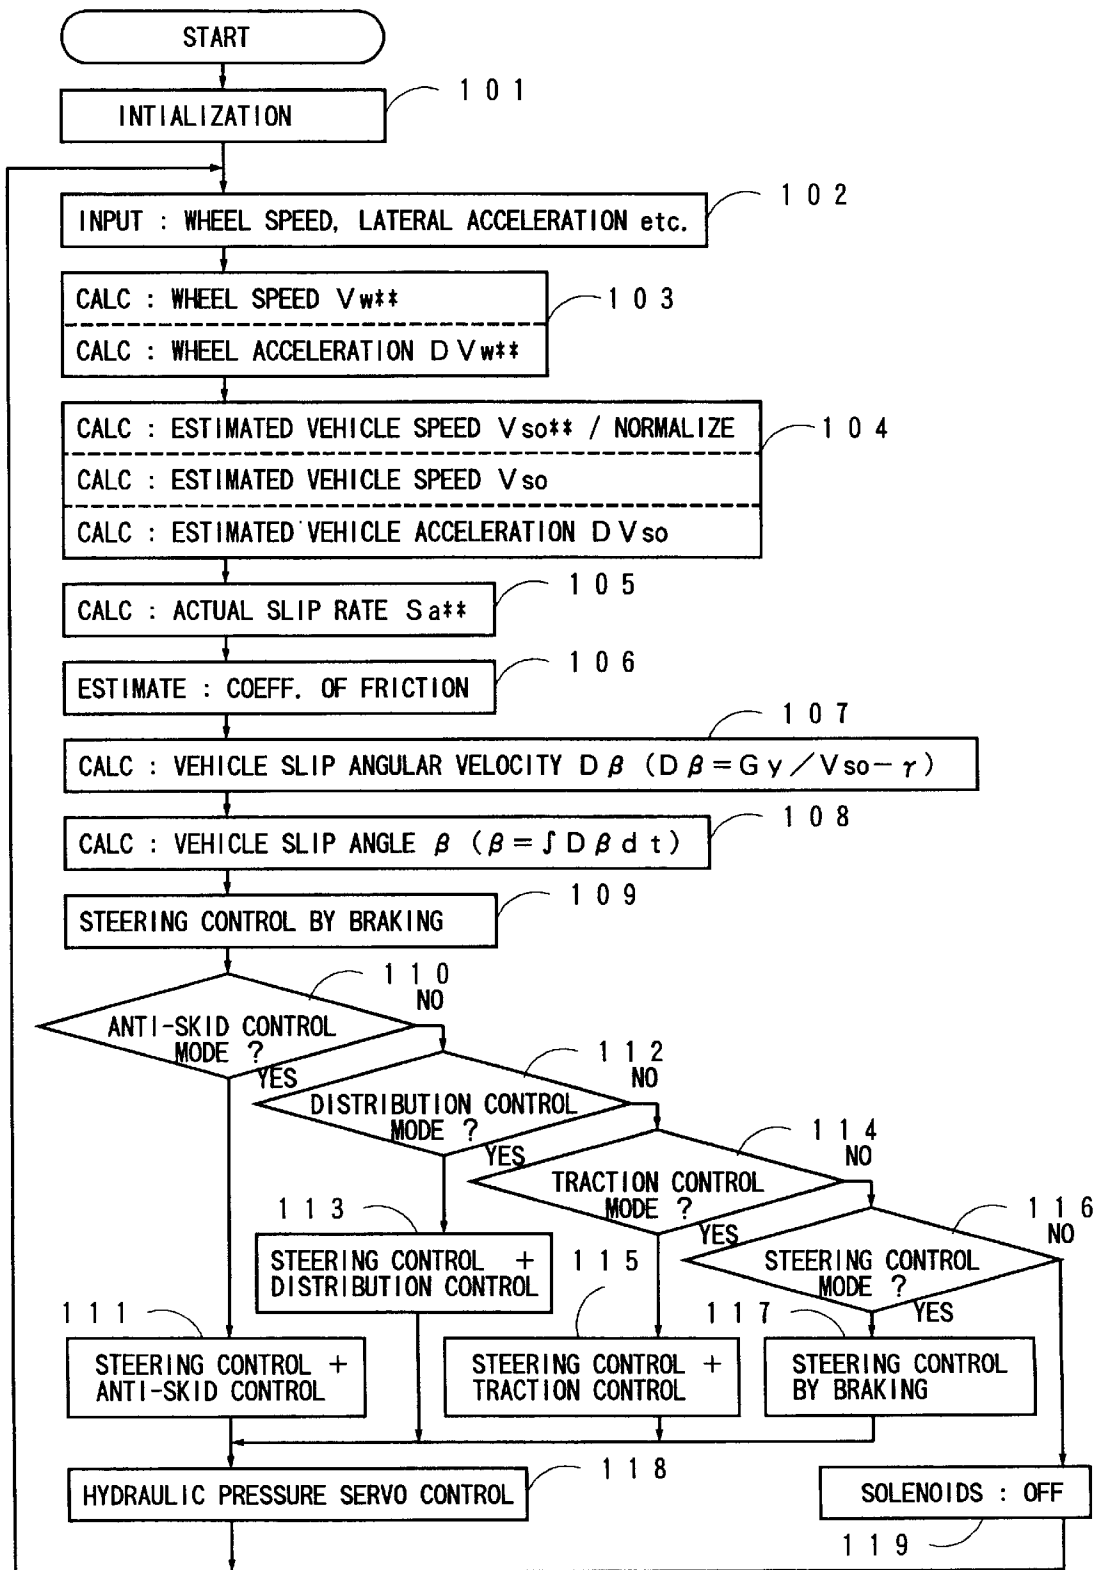 START
INTIALIZATION
101
INPUT : WHEEL SPEED, LATERAL ACCELERATION etc.
102
CALC : WHEEL SPEED Vw**
CALC : WHEEL ACCELERATION DVw**
103
CALC : ESTIMATED VEHICLE SPEED Vso** / NORMALIZE
CALC : ESTIMATED VEHICLE SPEED Vso
CALC : ESTIMATED VEHICLE ACCELERATION DVso
104
CALC : ACTUAL SLIP RATE Sa**
105
ESTIMATE : COEFF. OF FRICTION
106
CALC : VEHICLE SLIP ANGULAR VELOCITY Dβ (Dβ=Gy/Vso-γ)
107
CALC : VEHICLE SLIP ANGLE β (β=∫Dβdt)
108
STEERING CONTROL BY BRAKING
109
110
NO
ANTI-SKID CONTROL
MODE ?
YES
112
NO
DISTRIBUTION CONTROL
MODE ?
YES
114
NO
TRACTION CONTROL
MODE ?
YES
116
NO
STEERING CONTROL
MODE ?
YES
113
STEERING CONTROL +
DISTRIBUTION CONTROL
115
111
STEERING CONTROL +
ANTI-SKID CONTROL
STEERING CONTROL +
TRACTION CONTROL
117
STEERING CONTROL
BY BRAKING
118
HYDRAULIC PRESSURE SERVO CONTROL
SOLENOIDS : OFF
119